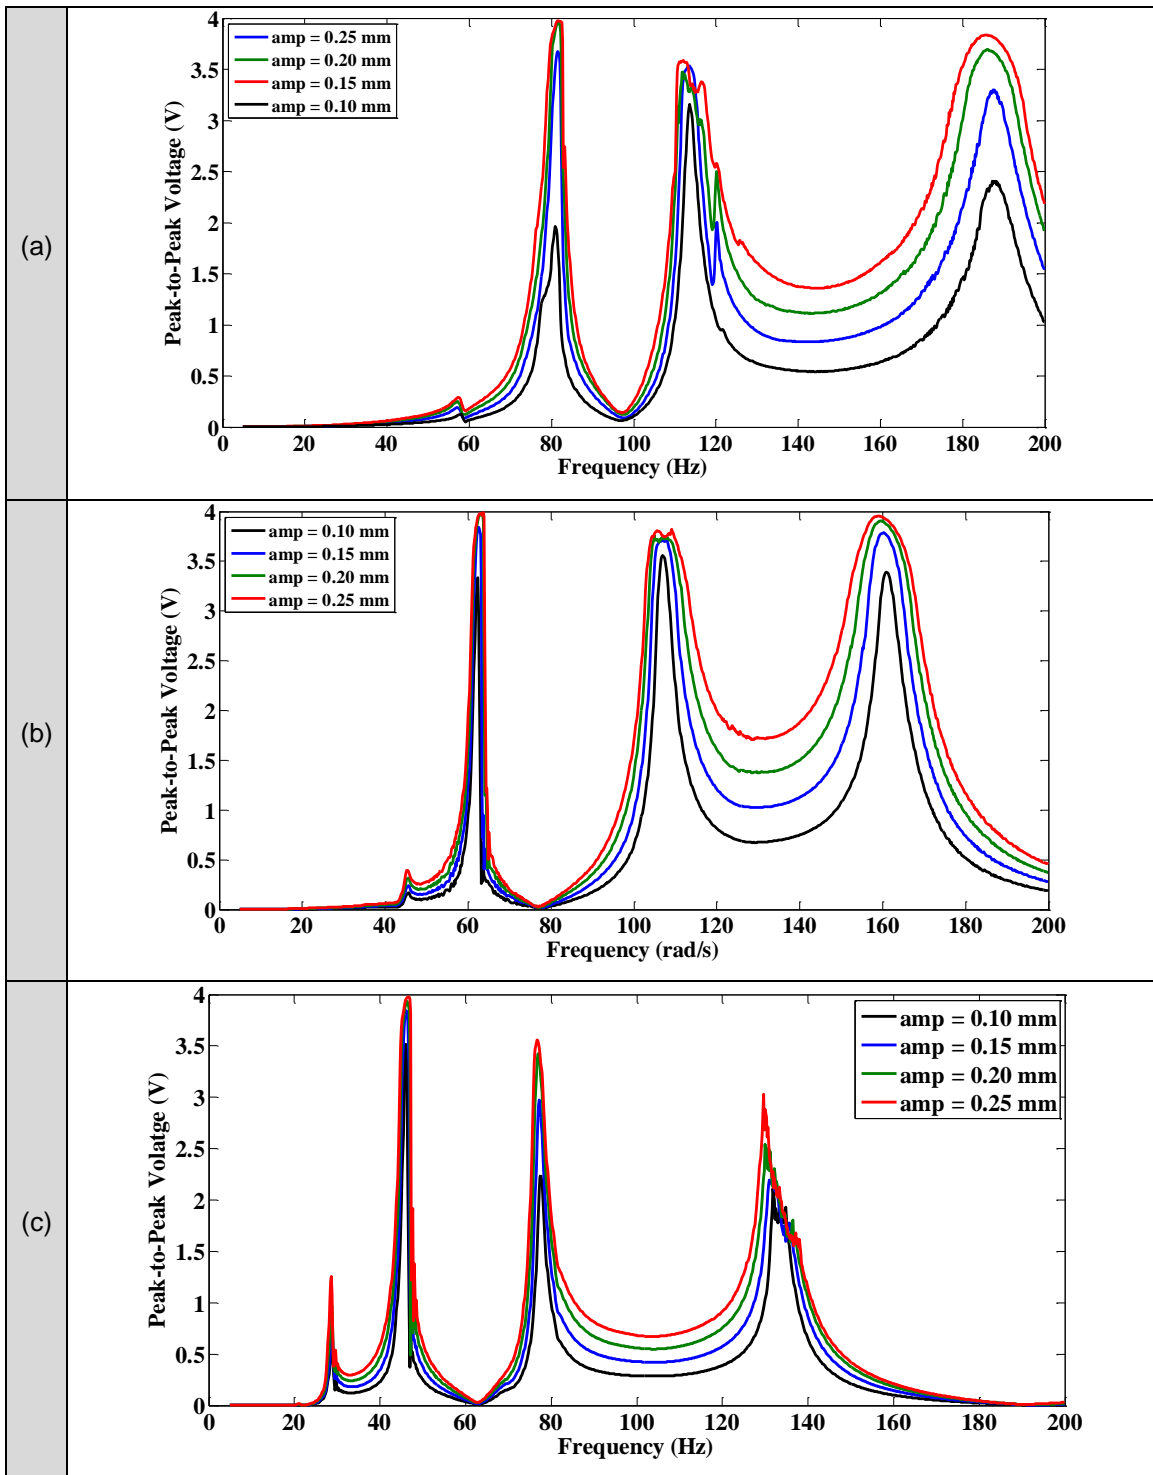 (a)
Peak-to-Peak Voltage (V)
4
3.5
3
2.5
2
1.5
1
0.5
0
amp = 0.25 mm
amp = 0.20 mm
amp = 0.15 mm
amp = 0.10 mm
0 20 40 60 80 100 120 140 160 180 200
Frequency (Hz)
(b)
Peak-to-Peak Voltage (V)
4
3.5
3
2.5
2
1.5
1
0.5
0
amp = 0.10 mm
amp = 0.15 mm
amp = 0.20 mm
amp = 0.25 mm
0 20 40 60 80 100 120 140 160 180 200
Frequency (rad/s)
(c)
Peak-to-Peak Volatge (V)
4
3.5
3
2.5
2
1.5
1
0.5
0
amp = 0.10 mm
amp = 0.15 mm
amp = 0.20 mm
amp = 0.25 mm
0 20 40 60 80 100 120 140 160 180 200
Frequency (Hz)